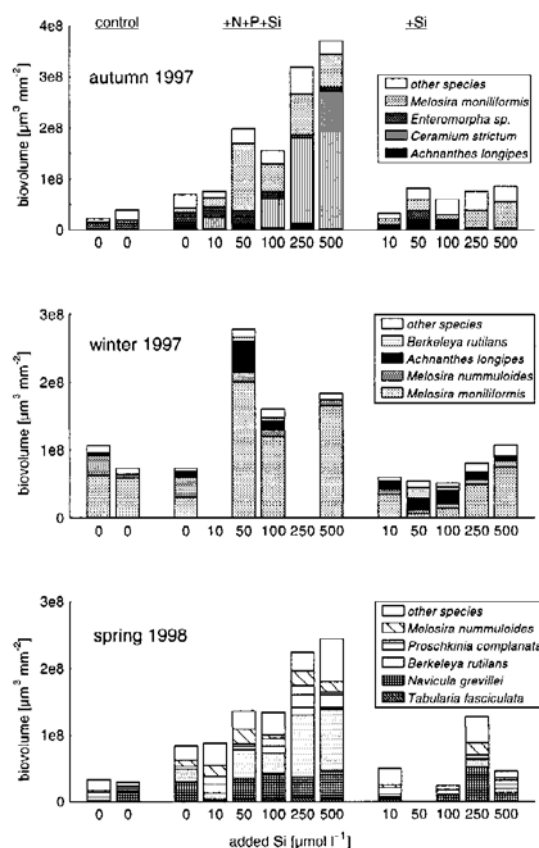 control +N+P+Si +Si
4e8
autumn 1997
3e8
other species
Melosira moniliformis
2e8
Enteromorpha sp.
Ceramium strictum
1e8
Achnanthes longipes
biovolume [µm³ mm⁻²]
0
0 0 0 10 50 100 250 500 10 50 100 250 500
3e8
winter 1997
other species
Berkeleya rutilans
2e8
Achnanthes longipes
Melosira nummuloides
Melosira moniliformis
1e8
biovolume [µm³ mm⁻²]
0
0 0 0 10 50 100 250 500 10 50 100 250 500
3e8
spring 1998
other species
Melosira nummuloides
2e8
Proschkinia complanata
Berkeleya rutilans
Navicula grevillei
Tabularia fasciculata
1e8
biovolume [µm³ mm⁻²]
0
0 0 0 10 50 100 250 500 10 50 100 250 500
added Si [µmol l⁻¹]